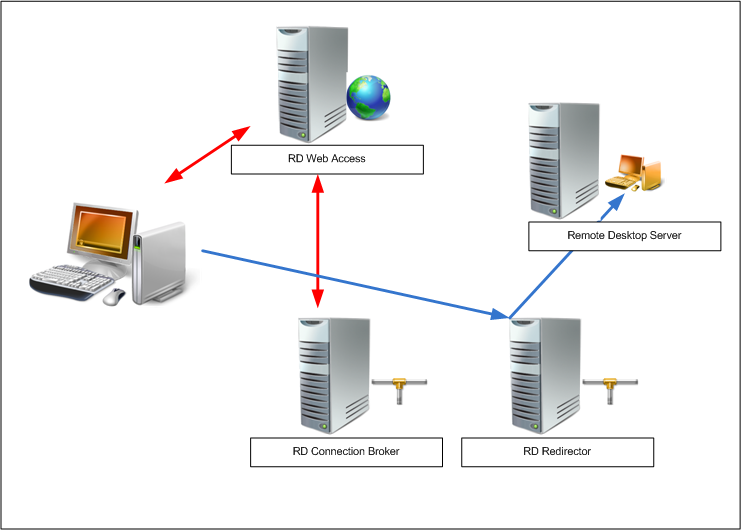 RD Web Access
Remote Desktop Server
RD Connection Broker
RD Redirector